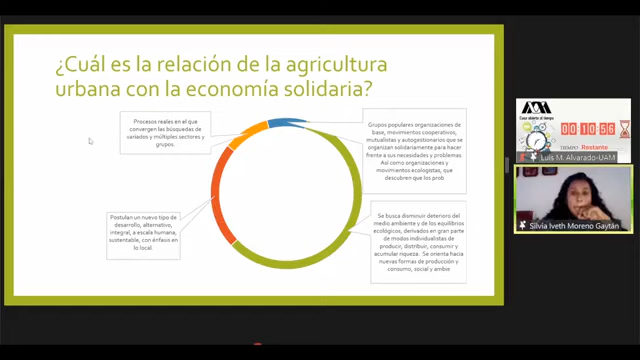 ¿Cuál es la relación de la agricultura
urbana con la economía solidaria?
Procesos reales en el que
convergen las búsquedas de
variados y múltiples sectores y
grupos.
Grupos populares organizaciones de
base, movimientos cooperativos,
mutualistas y autogestionarios que se
organizan solidariamente para hacer
frente a sus necesidades y problemas.
Así como organizaciones y
movimientos ecologistas, que
descubren que los prob
Postulan un nuevo tipo de
desarrollo, alternativo,
integral, a escala humana,
sustentable, con énfasis en
lo local.
Se busca disminuir deterioro del
medio ambiente y de los equilibrios
ecológicos, derivados en gran parte
de modos individualistas de
producir, distribuir, consumir y
acumular riqueza. Se orienta hacia
nuevas formas de producción y
consumo, social y ambie
Casa abierta al tiempo
00:10:56
TIEMPO Restante
Luis M. Alvarado-UAM
Silvia Iveth Moreno Gaytán